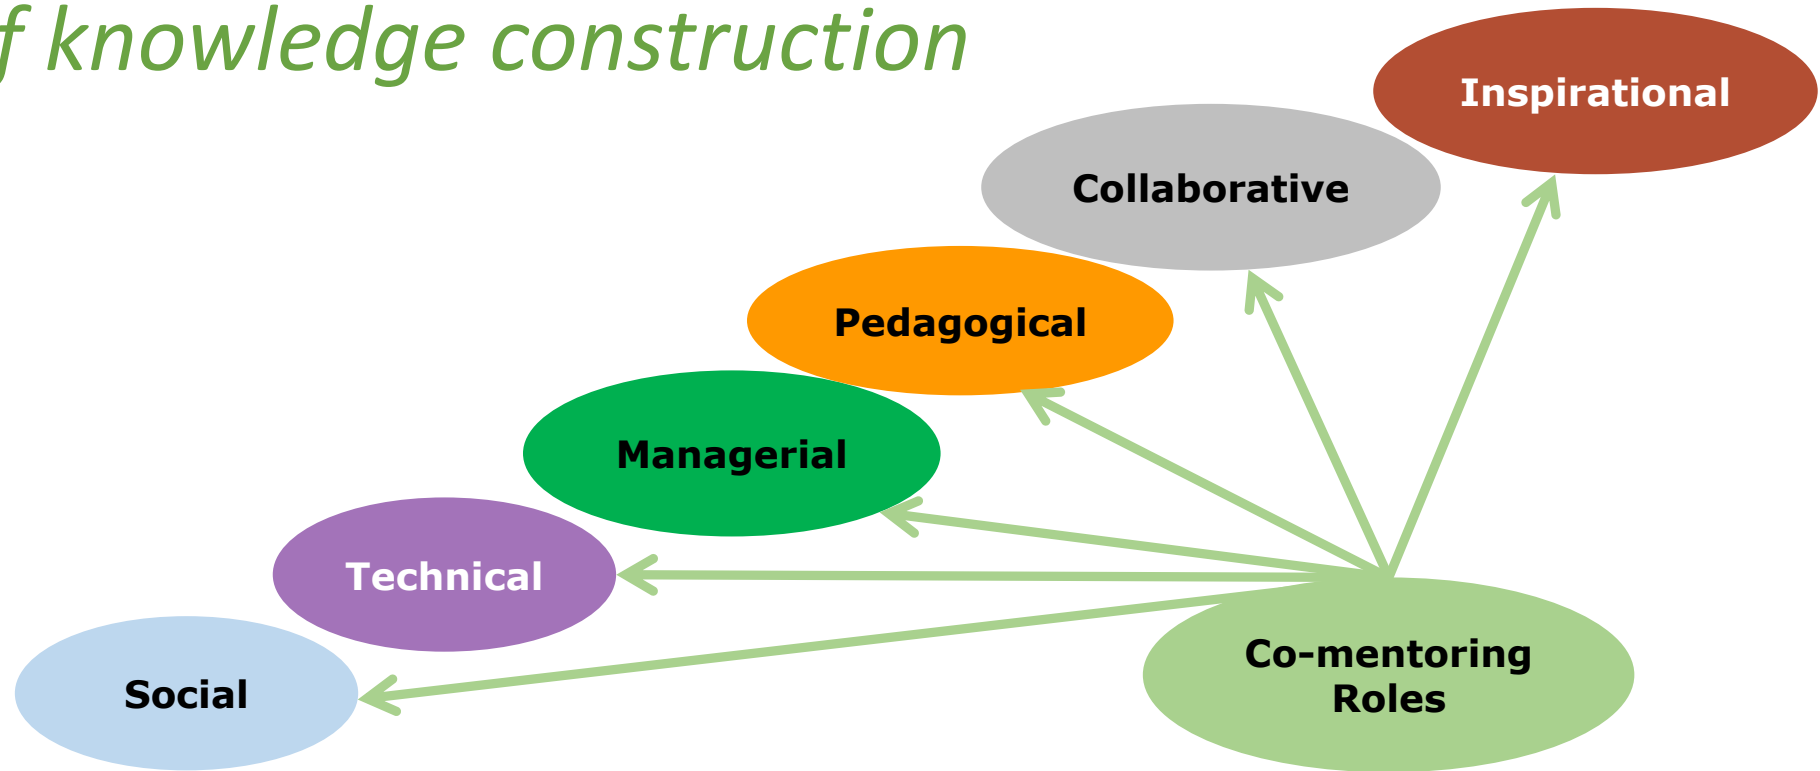 f knowledge construction
Inspirational
Collaborative
Pedagogical
Managerial
Technical
Social
Co-mentoring
Roles